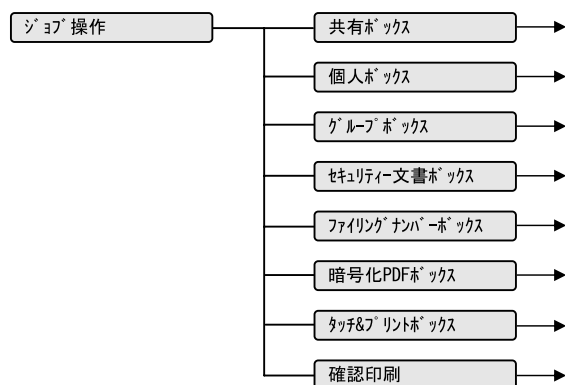 ｼﾞｮﾌﾞ操作
共有ﾎﾞｯｸｽ
個人ﾎﾞｯｸｽ
ｸﾞﾙｰﾌﾟﾎﾞｯｸｽ
ｾｷｭﾘﾃｨｰ文書ﾎﾞｯｸｽ
ﾌｧｲﾘﾝｸﾞﾅﾝﾊﾞｰﾎﾞｯｸｽ
暗号化PDFﾎﾞｯｸｽ
ﾀｯﾁ&ﾌﾟﾘﾝﾄﾎﾞｯｸｽ
確認印刷